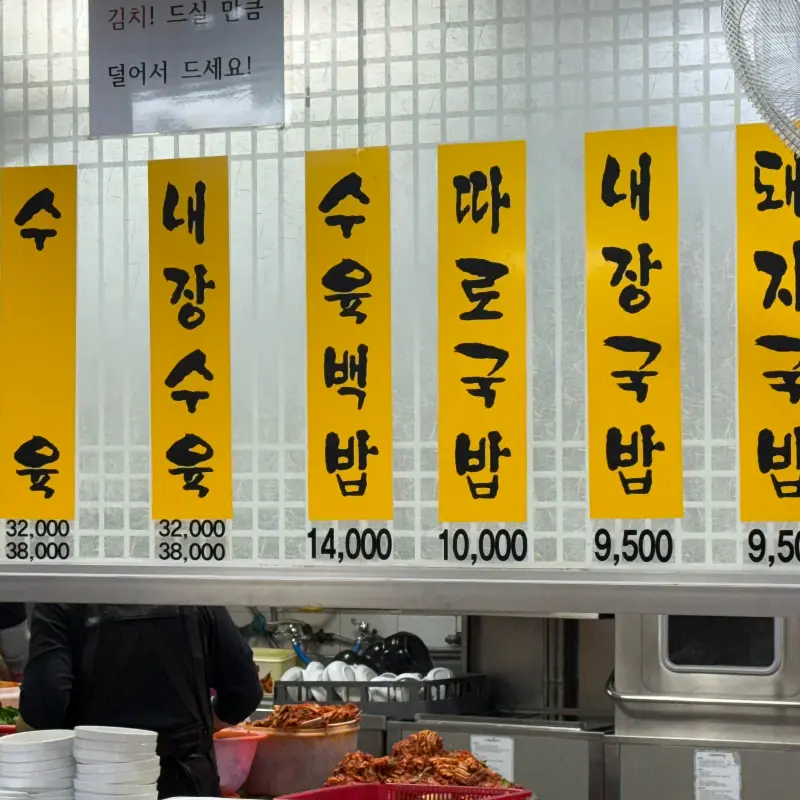 김치! 드실 만큼
덜어서 드세요!
수육
32,000
38,000
내장수육
32,000
38,000
수육백밥
14,000
따로국밥
10,000
내장국밥
9,500
돼지국밥
9,50